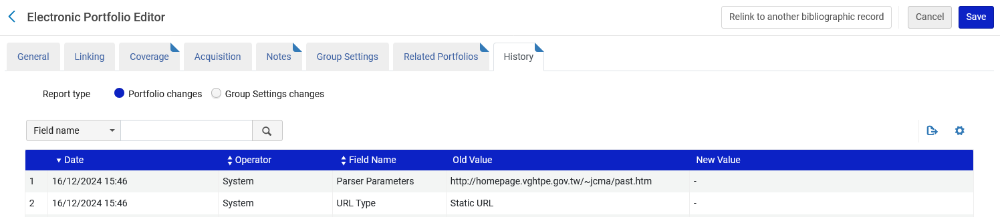 Electronic Portfolio Editor
Relink to another bibliographic record Cancel Save
General Linking Coverage Acquisition Notes Group Settings Related Portfolios History
Report type Portfolio changes Group Settings changes
Field name
Date Operator Field Name Old Value New Value
1 16/12/2024 15:46 System Parser Parameters http://homepage.vghtpe.gov.tw/~jcma/past.htm -
2 16/12/2024 15:46 System URL Type Static URL -